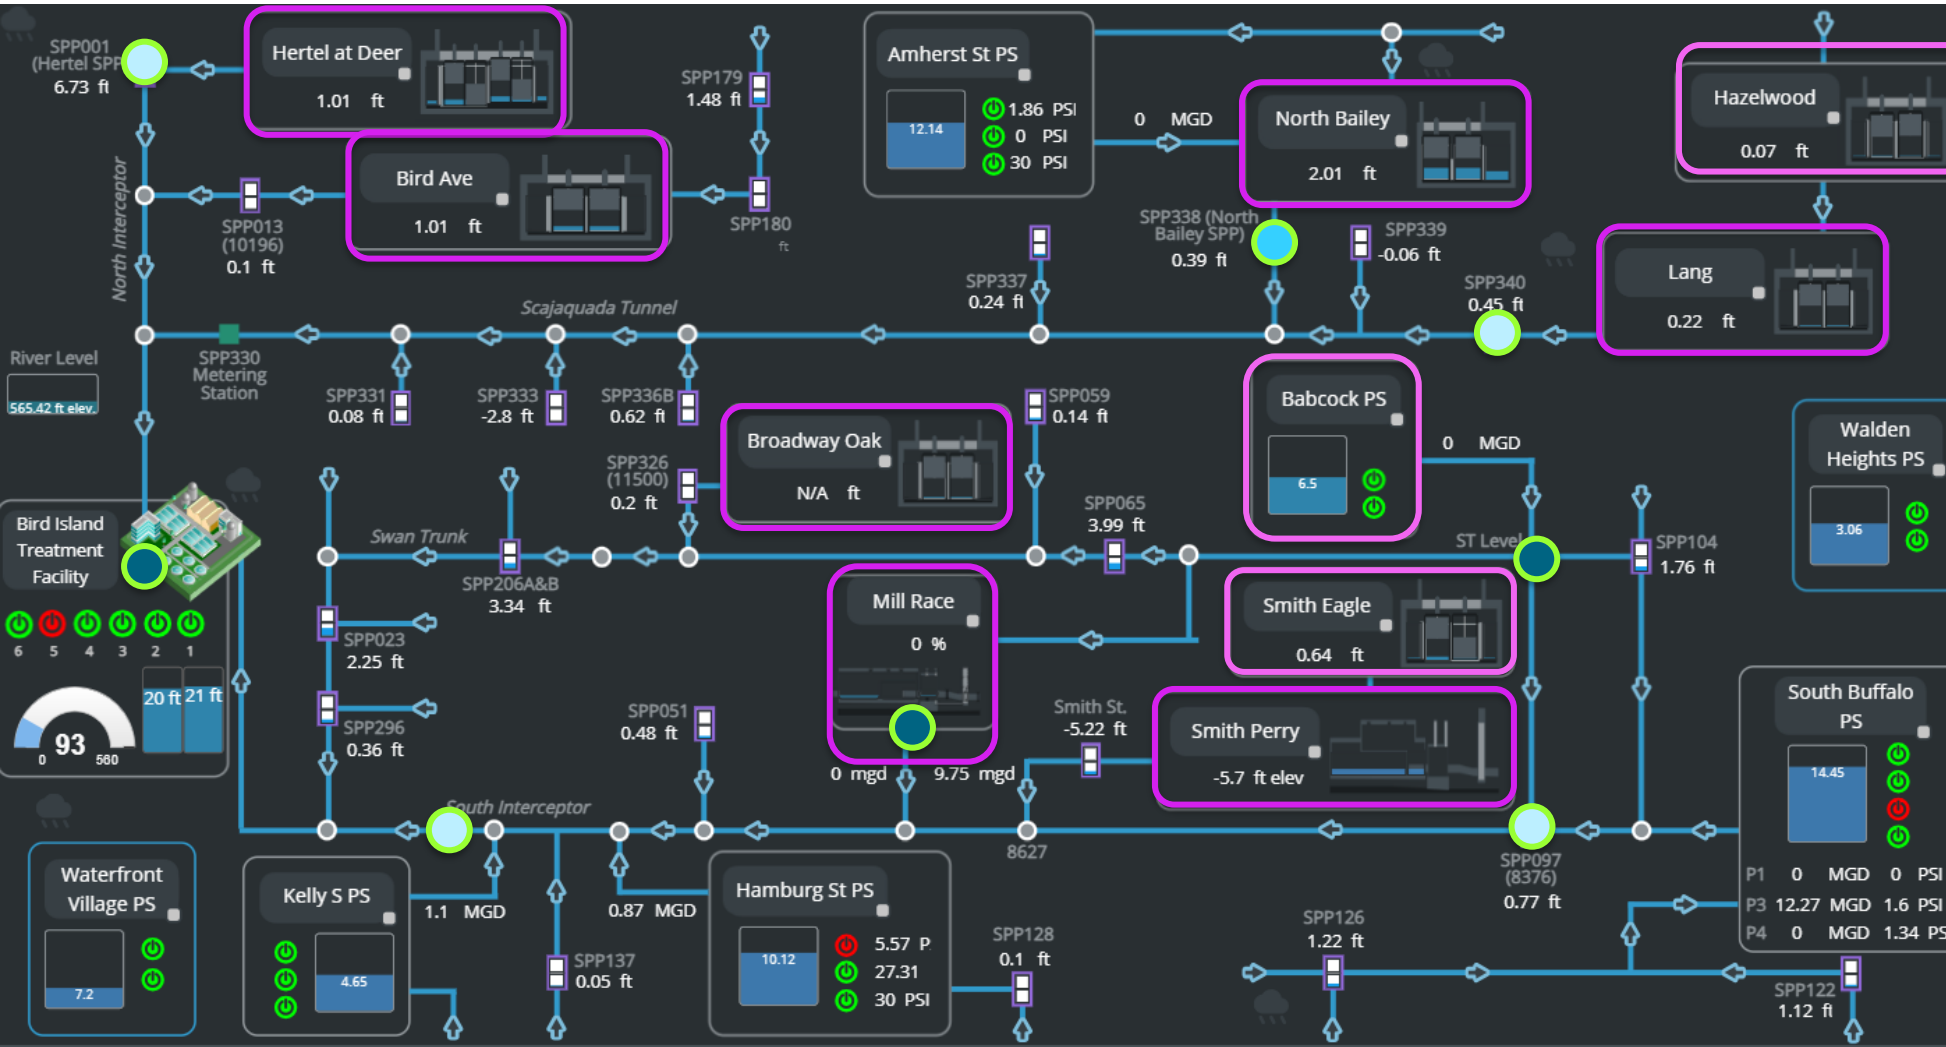 SPP001
(Hertel SPP
6.73 ft
Hertel at Deer
1.01 ft
SPP179
1.48 ft
Amherst St PS
12.14
1.86 PSI
0 PSI
30 PSI
0 MGD
North Bailey
2.01 ft
Hazelwood
0.07 ft
North Interceptor
Bird Ave
1.01 ft
SPP013
(10196)
0.1 ft
SPP180
ft
SPP338 (North
Bailey SPP)
0.39 ft
SPP339
-0.06 ft
SPP337
0.24 ft
SPP340
0.45 ft
Lang
0.22 ft
Scajaquada Tunnel
River Level
565.42 ft elev.
SPP330
Metering
Station
SPP331
0.08 ft
SPP333
-2.8 ft
SPP336B
0.62 ft
SPP059
0.14 ft
Babcock PS
6.5
0 MGD
Walden
Heights PS
3.06
Broadway Oak
N/A ft
SPP326
(11500)
0.2 ft
SPP065
3.99 ft
Bird Island
Treatment
Facility
6 5 4 3 2 1
20 ft 21 ft
93
0 560
Swan Trunk
SPP206A&B
3.34 ft
ST Level
SPP104
1.76 ft
Mill Race
0 %
0 mgd 9.75 mgd
Smith Eagle
0.64 ft
SPP023
2.25 ft
SPP296
0.36 ft
SPP051
0.48 ft
Smith St.
-5.22 ft
Smith Perry
-5.7 ft elev
South Buffalo
PS
14.45
P1 0 MGD 0 PSI
P3 12.27 MGD 1.6 PSI
P4 0 MGD 1.34 PS
South Interceptor
8627
SPP097
(8376)
0.77 ft
Waterfront
Village PS
7.2
Kelly S PS
4.65
1.1 MGD
0.87 MGD
Hamburg St PS
10.12
5.57 P
27.31
30 PSI
SPP137
0.05 ft
SPP128
0.1 ft
SPP126
1.22 ft
SPP122
1.12 ft